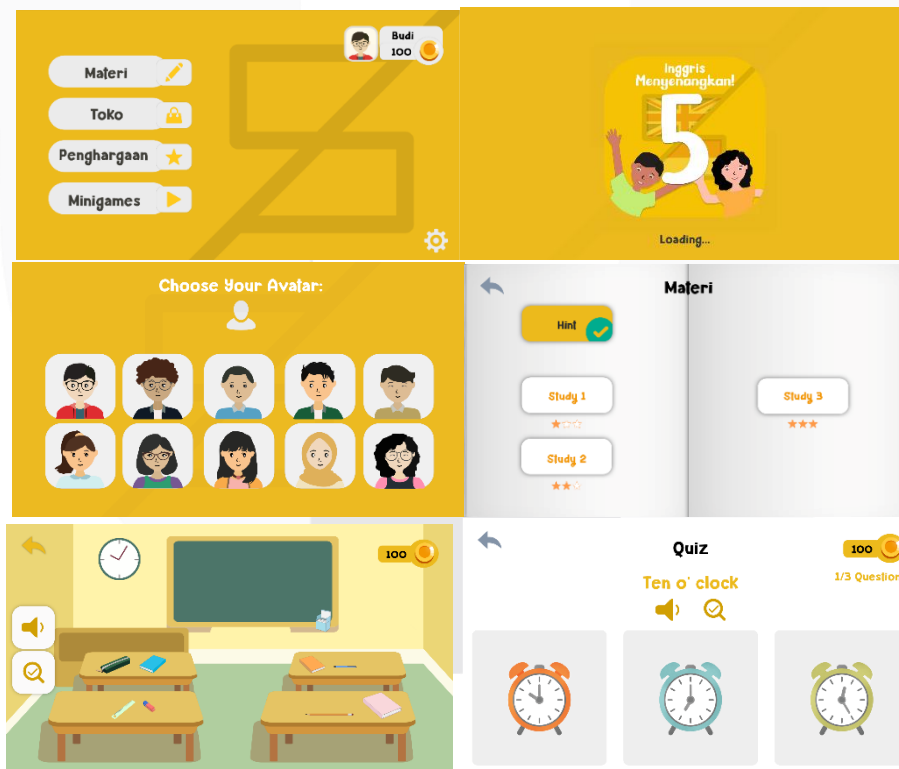 Budi
100
Materi
Toko
Penghargaan
Minigames
Inggris
Menyenangkan!
5
Loading...
Choose Your Avatar:
Materi
Hint
Study 1
Study 2
Study 3
100
Quiz
100
1/3 Question
Ten o' clock